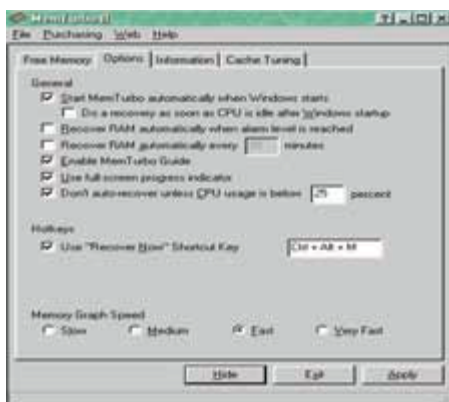 MemTurbo
File Purchasing Web Help
Free Memory Options Information Cache Tuning
General
Start MemTurbo automatically when Windows starts
Do a recovery as soon as CPU is idle after Windows startup
Recover RAM automatically when alarm level is reached
Recover RAM automatically every minutes
Enable MemTurbo Guide
Use full screen progress indicator
Don't auto-recover unless CPU usage is below 25 percent
Hotkeys
Use "Recover Now" Shortcut Key Ctrl + Alt + M
Memory Graph Speed
Slow Medium Fast Very Fast
Hide Exit Apply